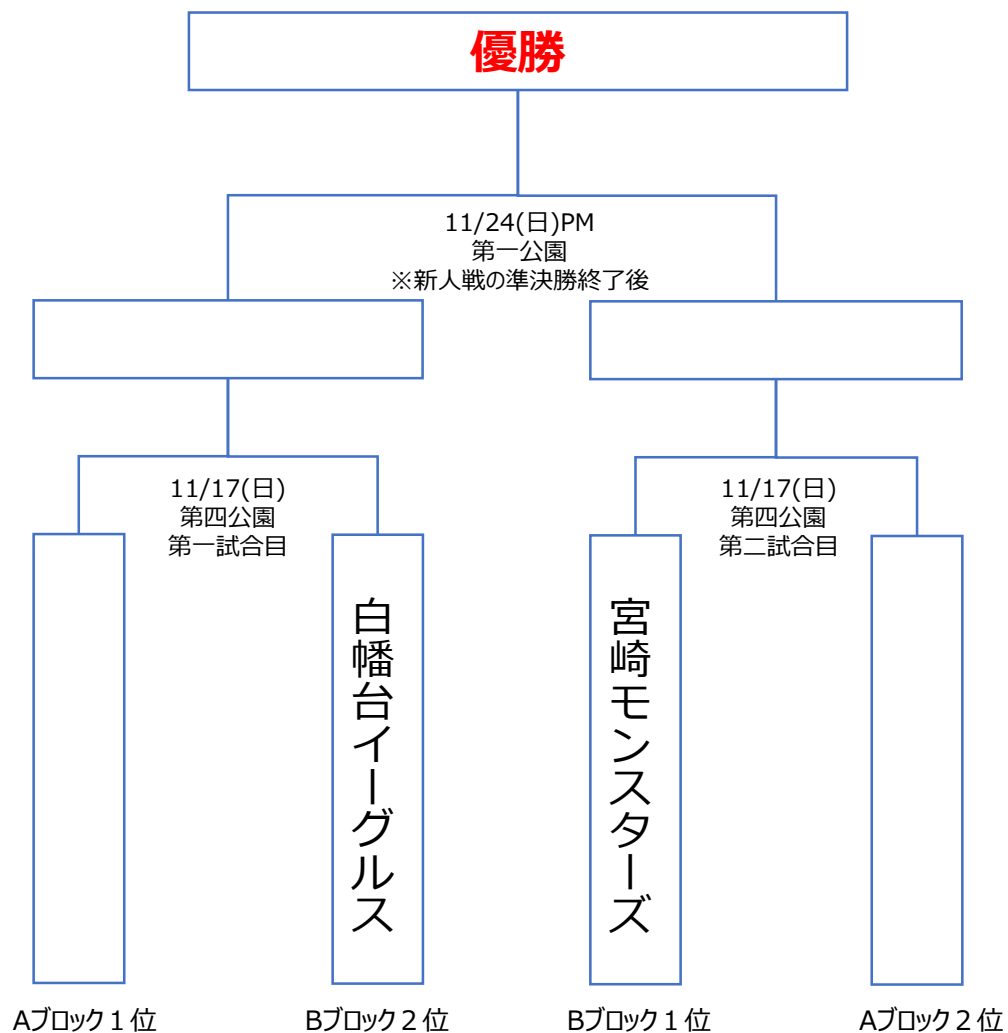 優勝
11/24(日)PM
第一公園
※新人戦の準決勝終了後
11/17(日)
第四公園
第一試合目
11/17(日)
第四公園
第二試合目
白幡台イーグルス
宮崎モンスターズ
Aブロック１位
Bブロック２位
Bブロック１位
Aブロック２位